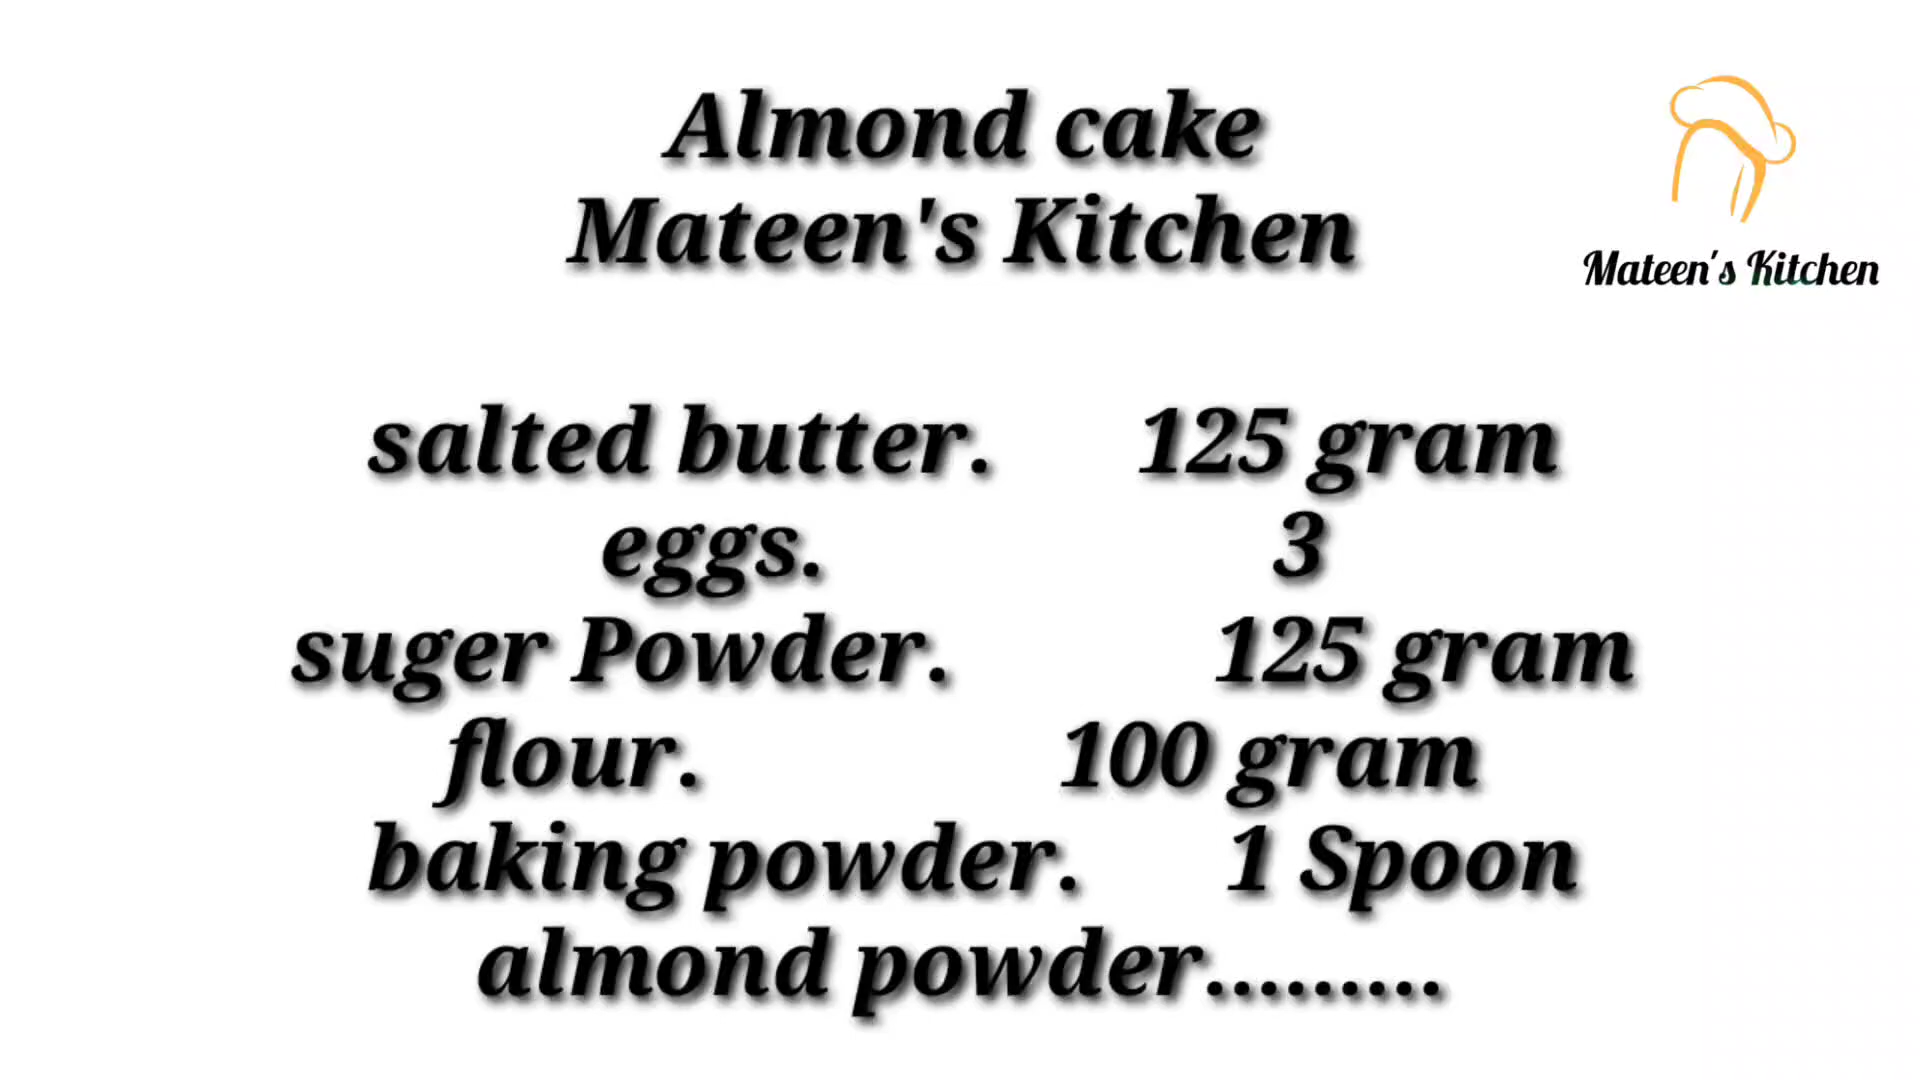 Almond cake
Mateen's Kitchen
Mateen's Kitchen
salted butter. 125 gram
eggs. 3
suger Powder. 125 gram
flour. 100 gram
baking powder. 1 Spoon
almond powder.........